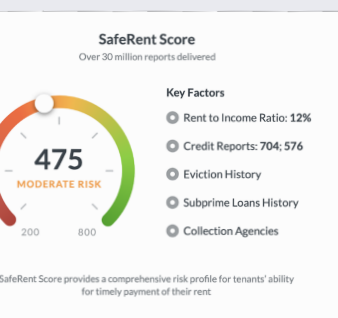 SafeRent Score
Over 30 million reports delivered
Key Factors
Rent to Income Ratio: 12%
Credit Reports: 704; 576
475
MODERATE RISK
Eviction History
Subprime Loans History
200 800
Collection Agencies
SafeRent Score provides a comprehensive risk profile for tenants' ability
for timely payment of their rent